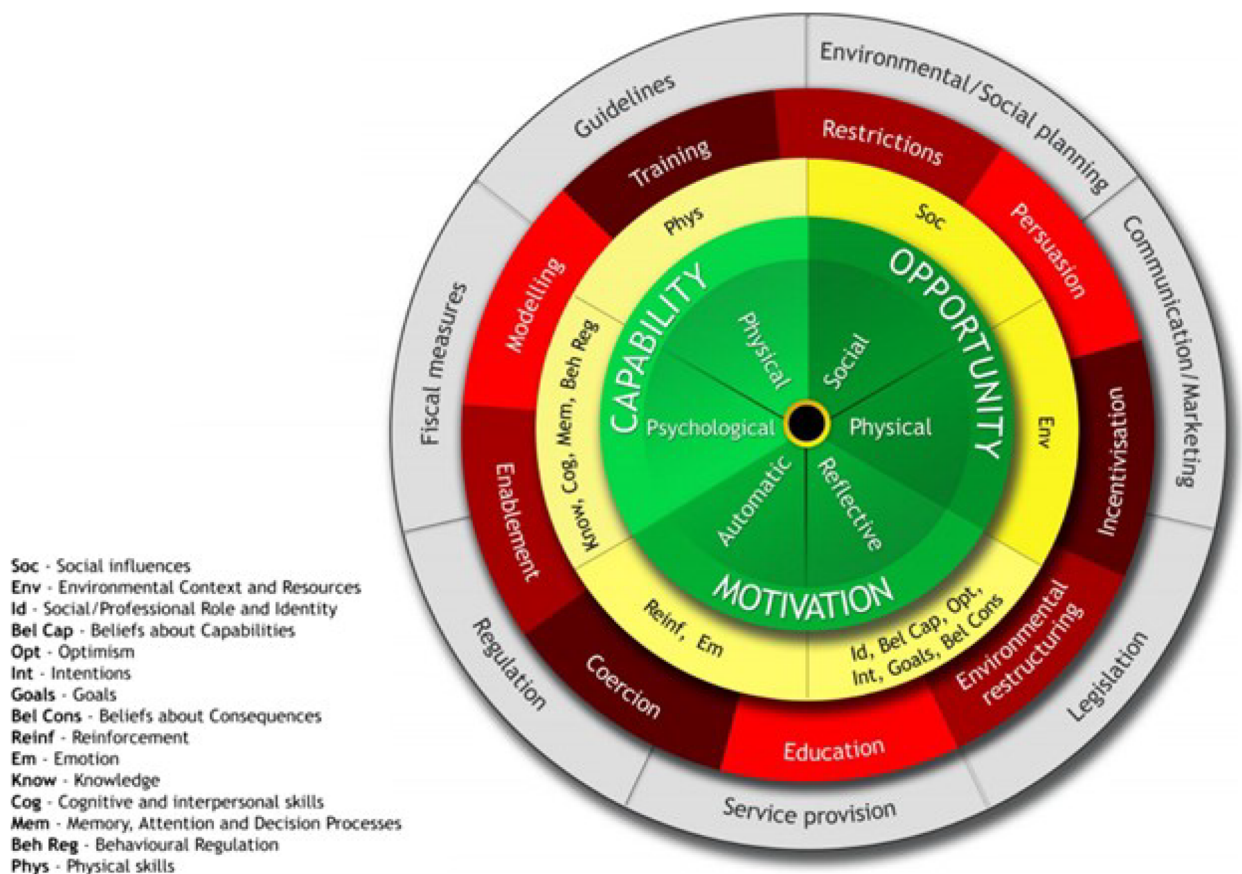 Environmental/Social planning
Communication/Marketing
Legislation
Service provision
Regulation
Fiscal measures
Guidelines
Restrictions
Persuasion
Incentivisation
Environmental
restructuring
Education
Coercion
Enablement
Modelling
Training
Soc
Env
Id, Bel Cap, Opt,
Int, Goals, Bel Cons
Reinf, Em
Know, Cog, Mem, Beh Reg
Phys
CAPABILITY
OPPORTUNITY
MOTIVATION
Physical
Social
Psychological
Physical
Automatic
Reflective
Soc - Social influences
Env - Environmental Context and Resources
Id - Social/Professional Role and Identity
Bel Cap - Beliefs about Capabilities
Opt - Optimism
Int - Intentions
Goals - Goals
Bel Cons - Beliefs about Consequences
Reinf - Reinforcement
Em - Emotion
Know - Knowledge
Cog - Cognitive and interpersonal skills
Mem - Memory, Attention and Decision Processes
Beh Reg - Behavioural Regulation
Phys - Physical skills